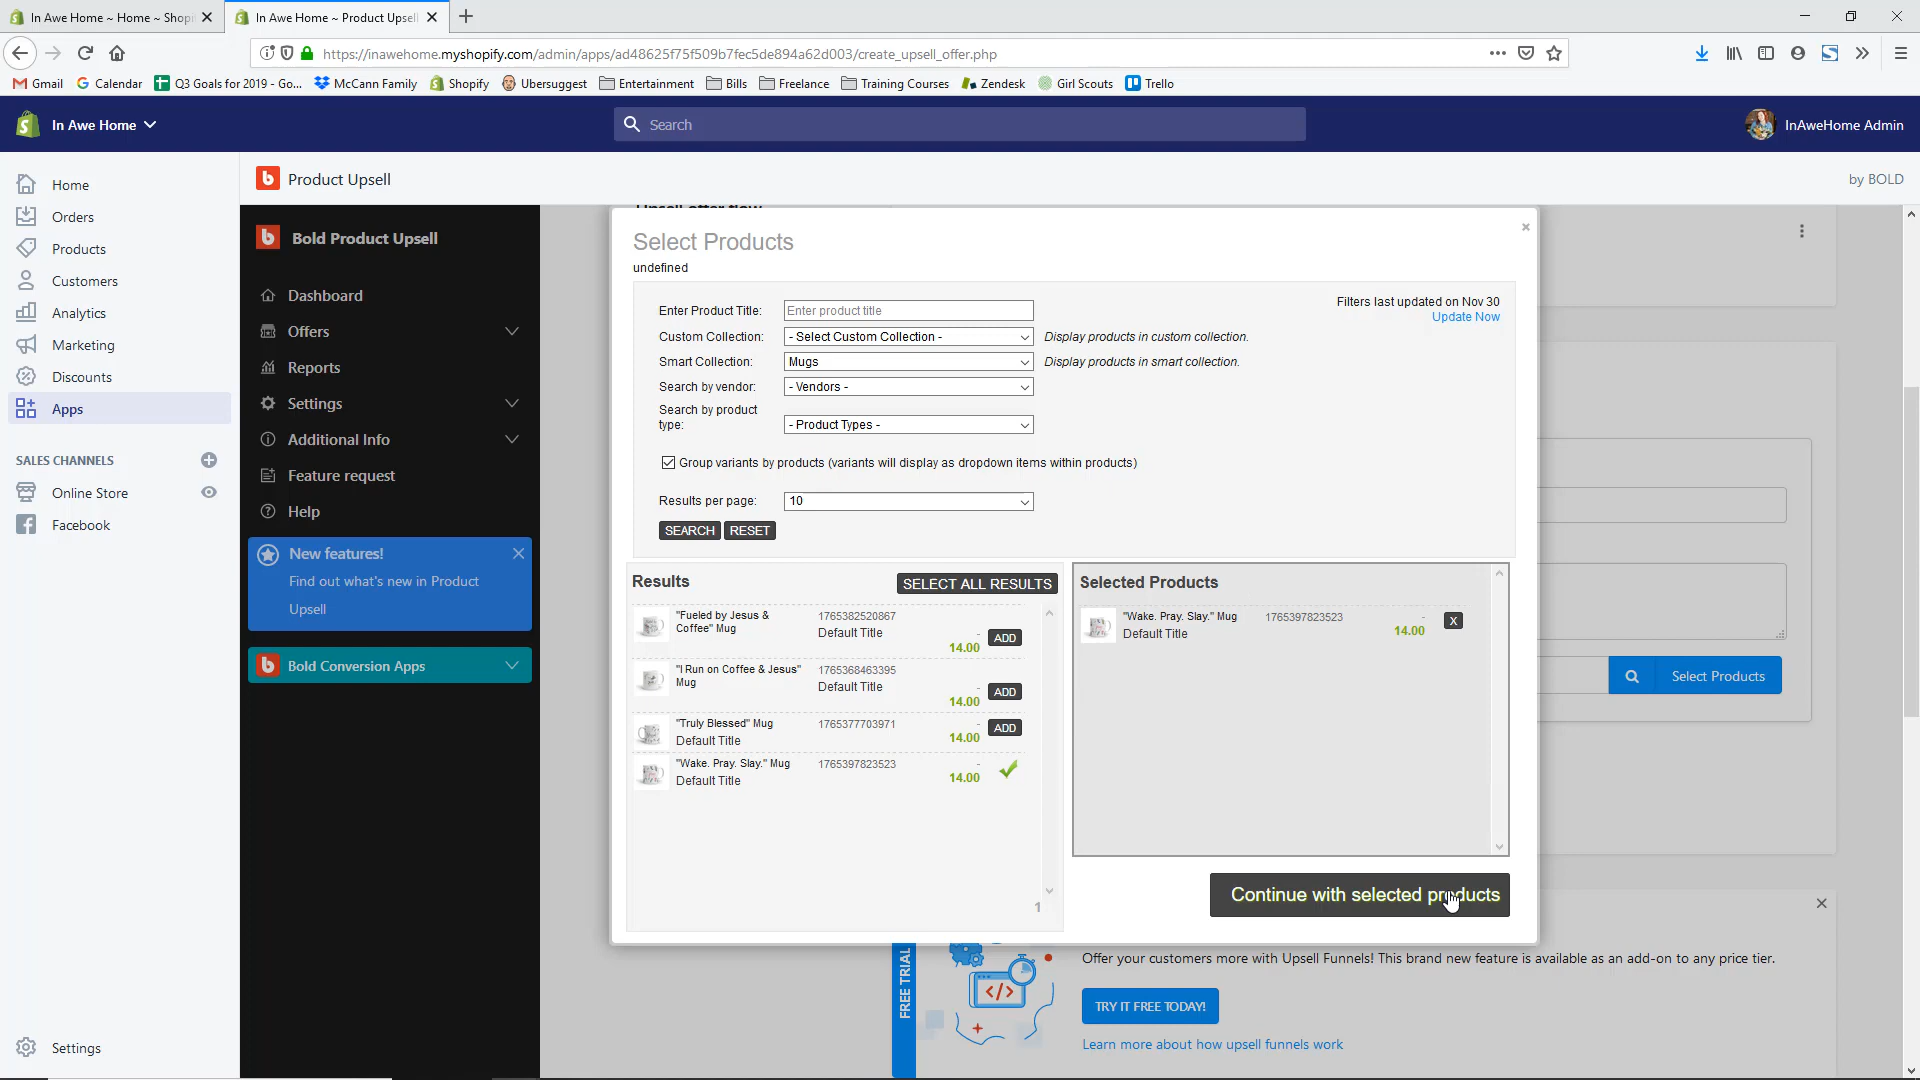 In Awe Home ~ Home ~ Shopi
In Awe Home ~ Product Upsell
https://inawehome.myshopify.com/admin/apps/ad48625f75f509b7fec5de894a62d003/create_upsell_offer.php
Gmail
Calendar
Q3 Goals for 2019 - Go...
McCann Family
Shopify
Ubersuggest
Entertainment
Bills
Freelance
Training Courses
Zendesk
Girl Scouts
Trello
In Awe Home
Search
InAweHome Admin
Home
Orders
Products
Customers
Analytics
Marketing
Discounts
Apps
SALES CHANNELS
Online Store
Facebook
Settings
Product Upsell
by BOLD
Bold Product Upsell
Dashboard
Offers
Reports
Settings
Additional Info
Feature request
Help
New features!
Find out what's new in Product
Upsell
Bold Conversion Apps
Upsell offer flow
Select Products
undefined
Enter Product Title: Enter product title
Filters last updated on Nov 30
Update Now
Custom Collection: - Select Custom Collection - Display products in custom collection.
Smart Collection: Mugs Display products in smart collection.
Search by vendor: - Vendors -
Search by product
type: - Product Types -
Group variants by products (variants will display as dropdown items within products)
Results per page: 10
SEARCH RESET
Results SELECT ALL RESULTS
"Fueled by Jesus & 1765382520867
Coffee" Mug Default Title
- 14.00 ADD
"I Run on Coffee & Jesus" 1765368463395
Mug Default Title
- 14.00 ADD
"Truly Blessed" Mug 1765377703971 -
Default Title 14.00 ADD
"Wake. Pray. Slay." Mug 1765397823523 -
Default Title 14.00
1
Selected Products
"Wake. Pray. Slay." Mug 1765397823523 -
Default Title 14.00 X
Continue with selected products
Select Products
FREE TRIAL
Offer your customers more with Upsell Funnels! This brand new feature is available as an add-on to any price tier.
TRY IT FREE TODAY!
Learn more about how upsell funnels work